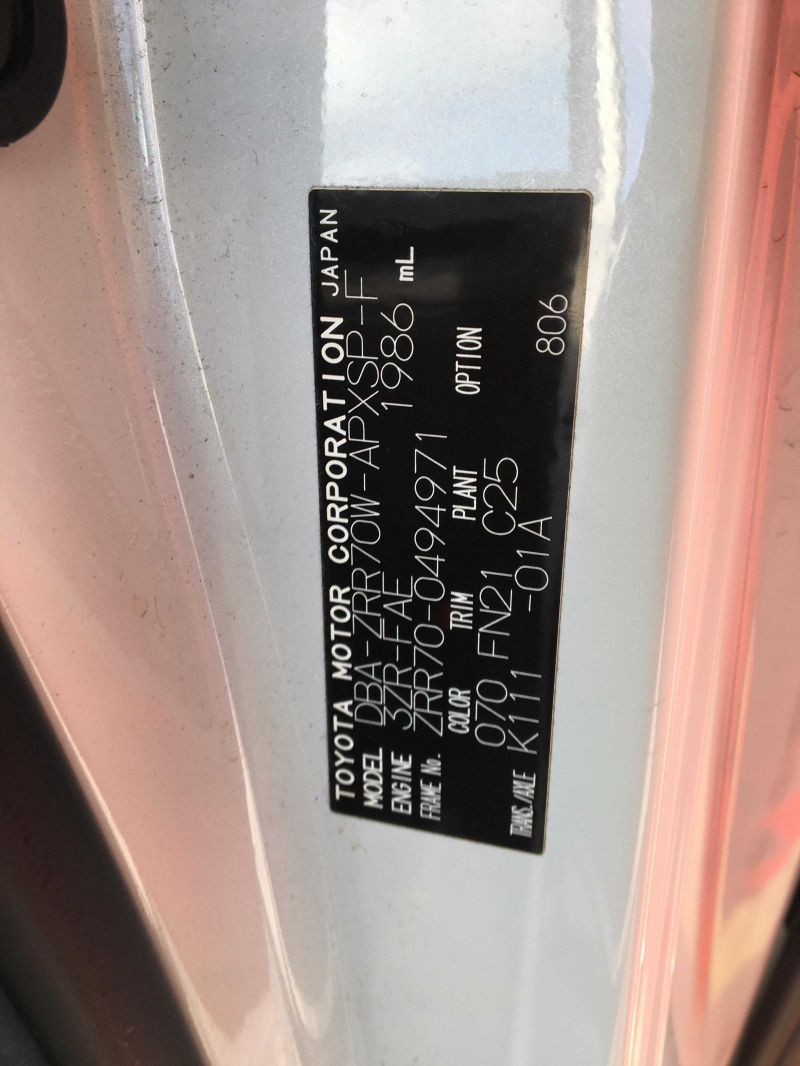 TOYOTA MOTOR CORPORATION JAPAN
MODEL DBA-ZRR70W-APXSP-F
ENGINE 3ZR-FAE 1986 mL
FRAME No. ZRR70-0494971
COLOR TRIM PLANT OPTION
070 FN21 C25
TRANS./AXLE K111 -01A 806